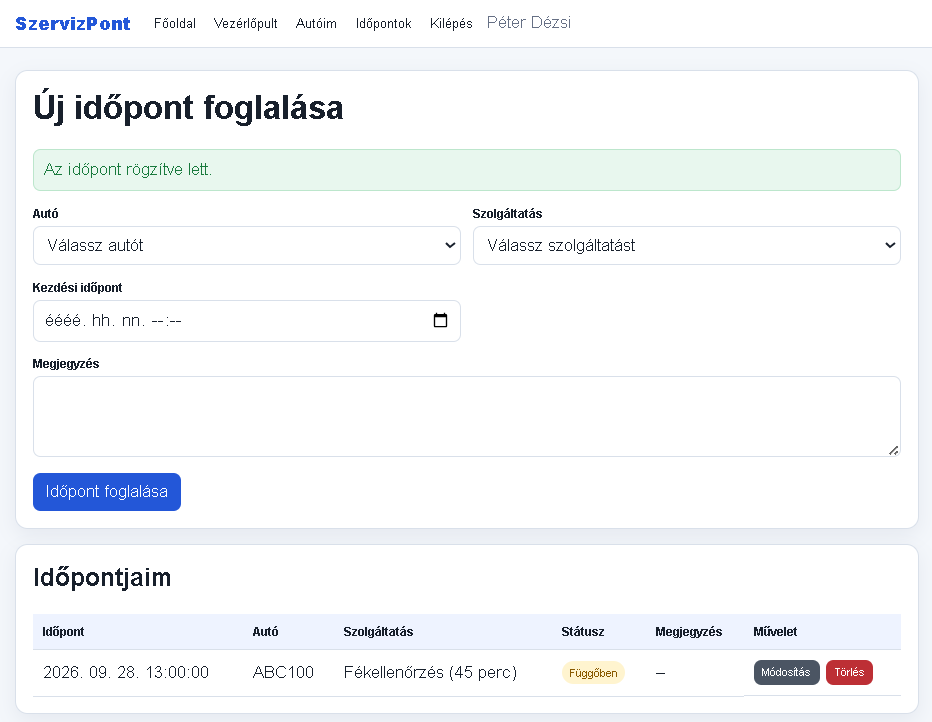 SzervizPont Főoldal Vezérlőpult Autóim Időpontok Kilépés Péter Dézsi
Új időpont foglalása
Az időpont rögzítve lett.
Autó Szolgáltatás
Válassz autót Válassz szolgáltatást
Kezdési időpont
éééé. hh. nn. --:--
Megjegyzés
Időpont foglalása
Időpontjaim
Időpont Autó Szolgáltatás Státusz Megjegyzés Művelet
2026. 09. 28. 13:00:00 ABC100 Fékellenőrzés (45 perc) Függőben – Módosítás Törlés